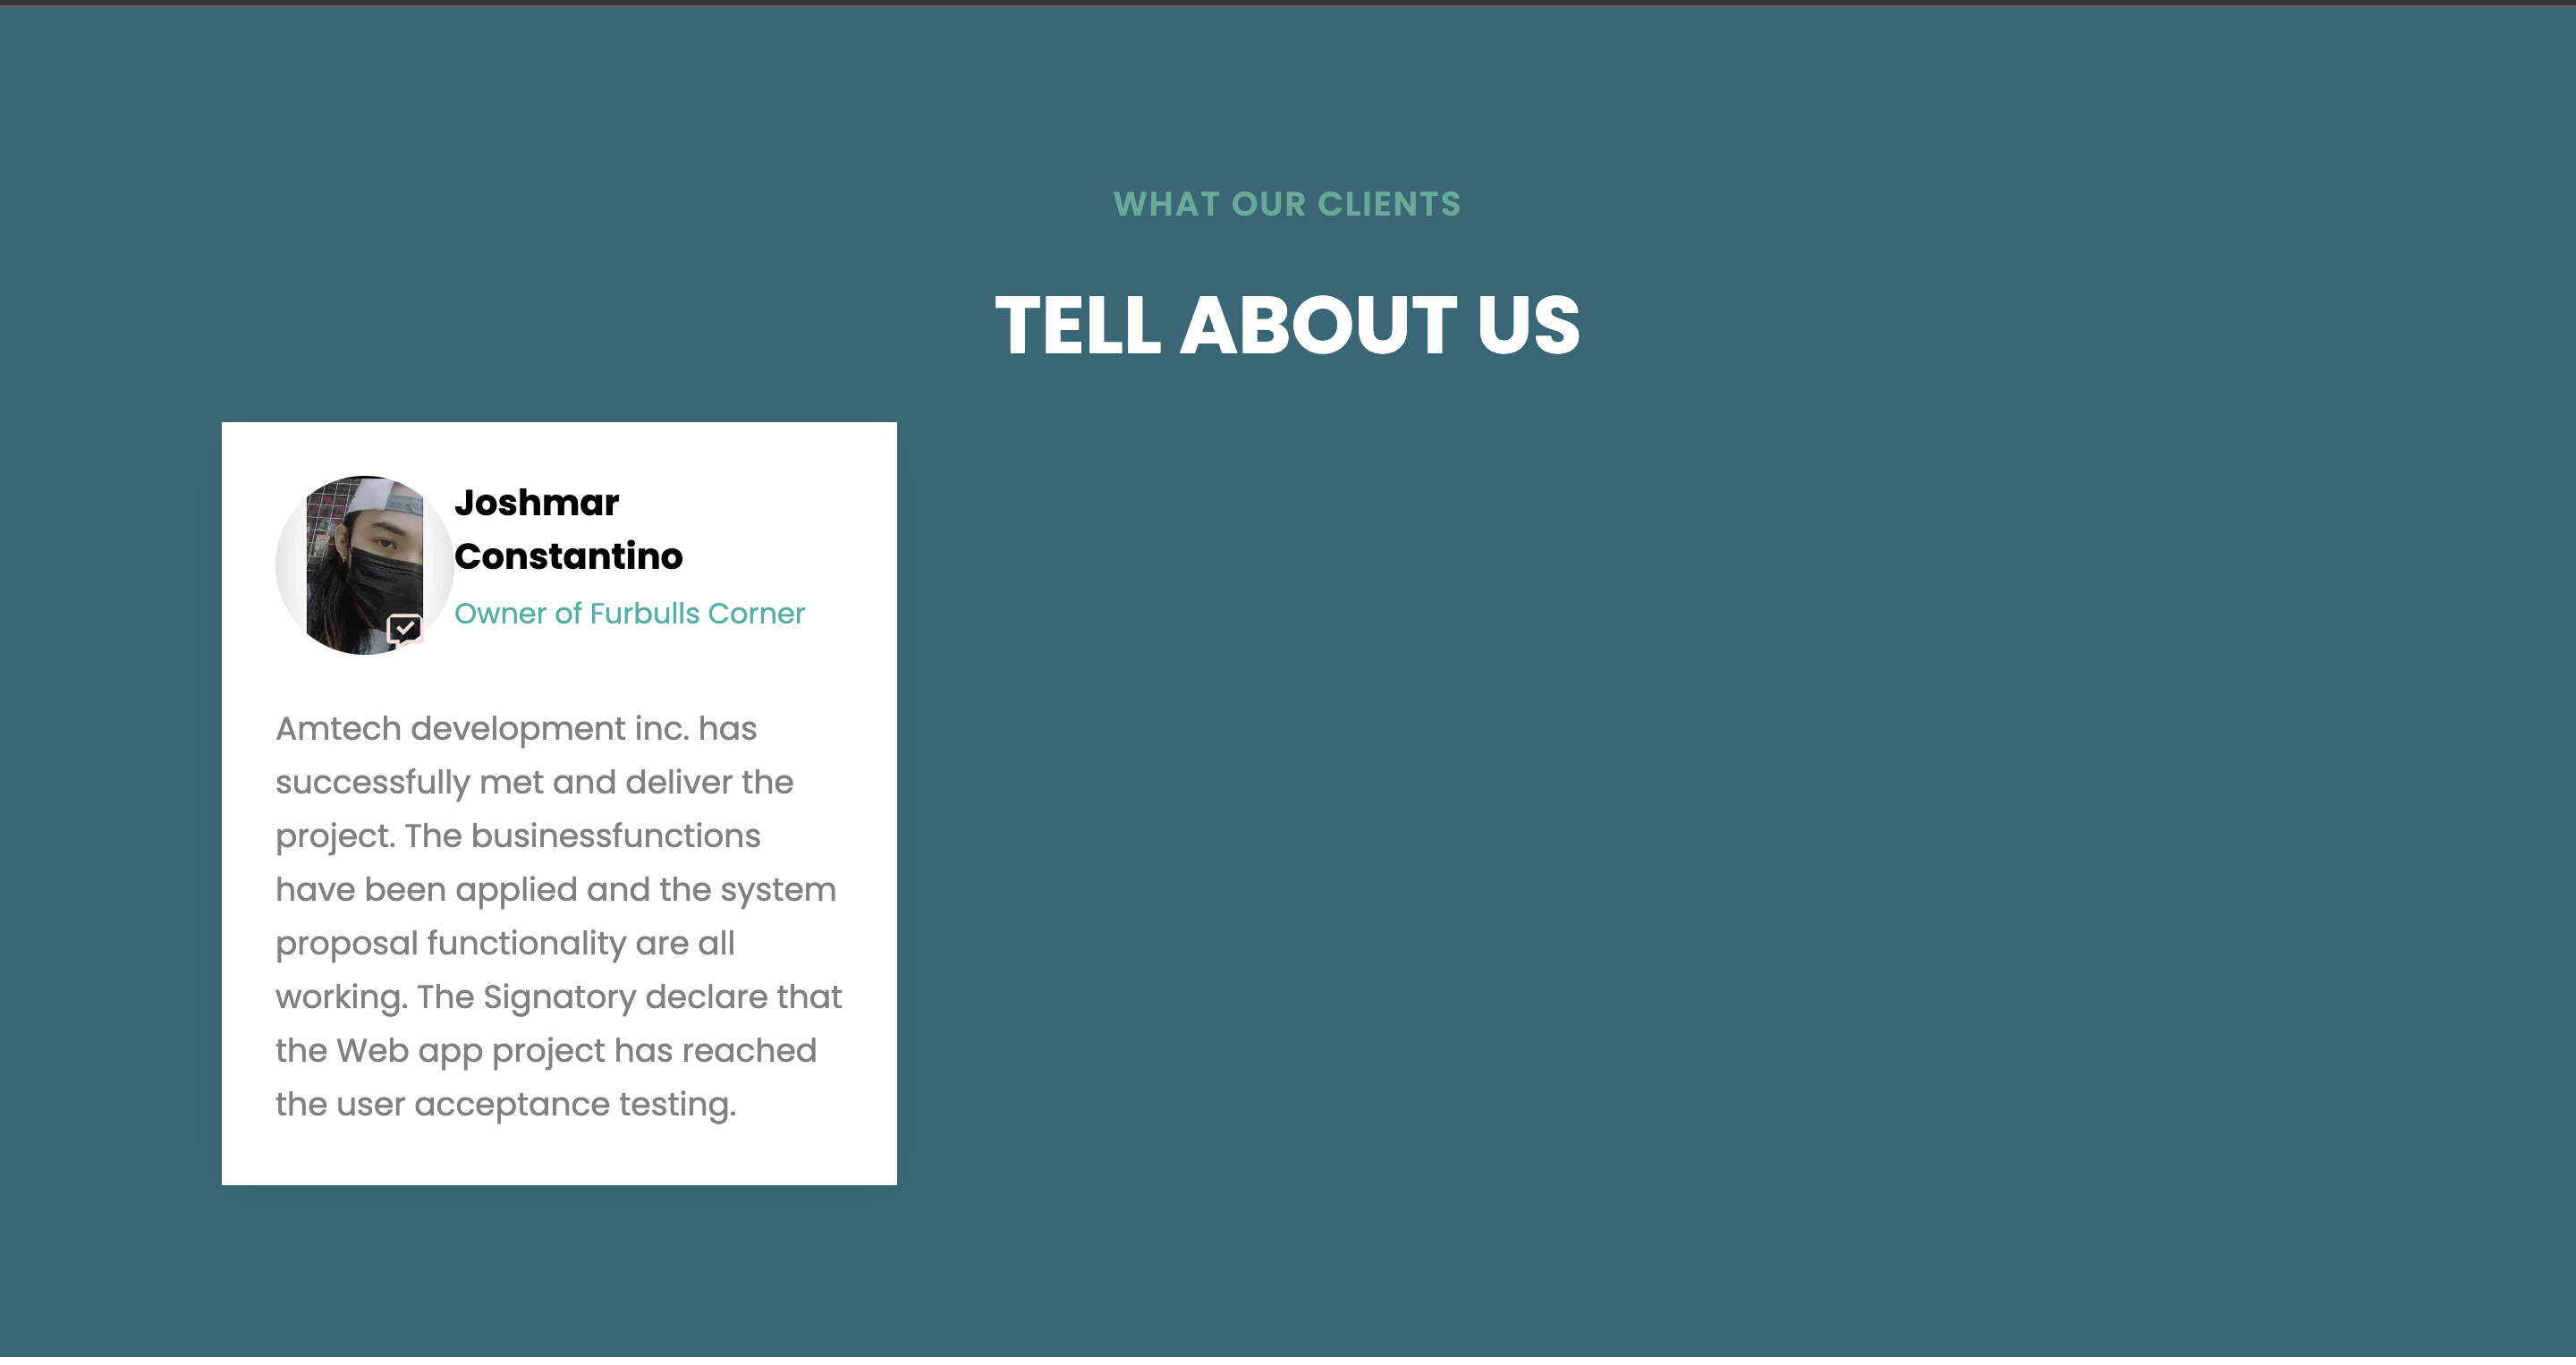 WHAT OUR CLIENTS
TELL ABOUT US
Joshmar
Constantino
Owner of Furbulls Corner
Amtech development inc. has
successfully met and deliver the
project. The businessfunctions
have been applied and the system
proposal functionality are all
working. The Signatory declare that
the Web app project has reached
the user acceptance testing.